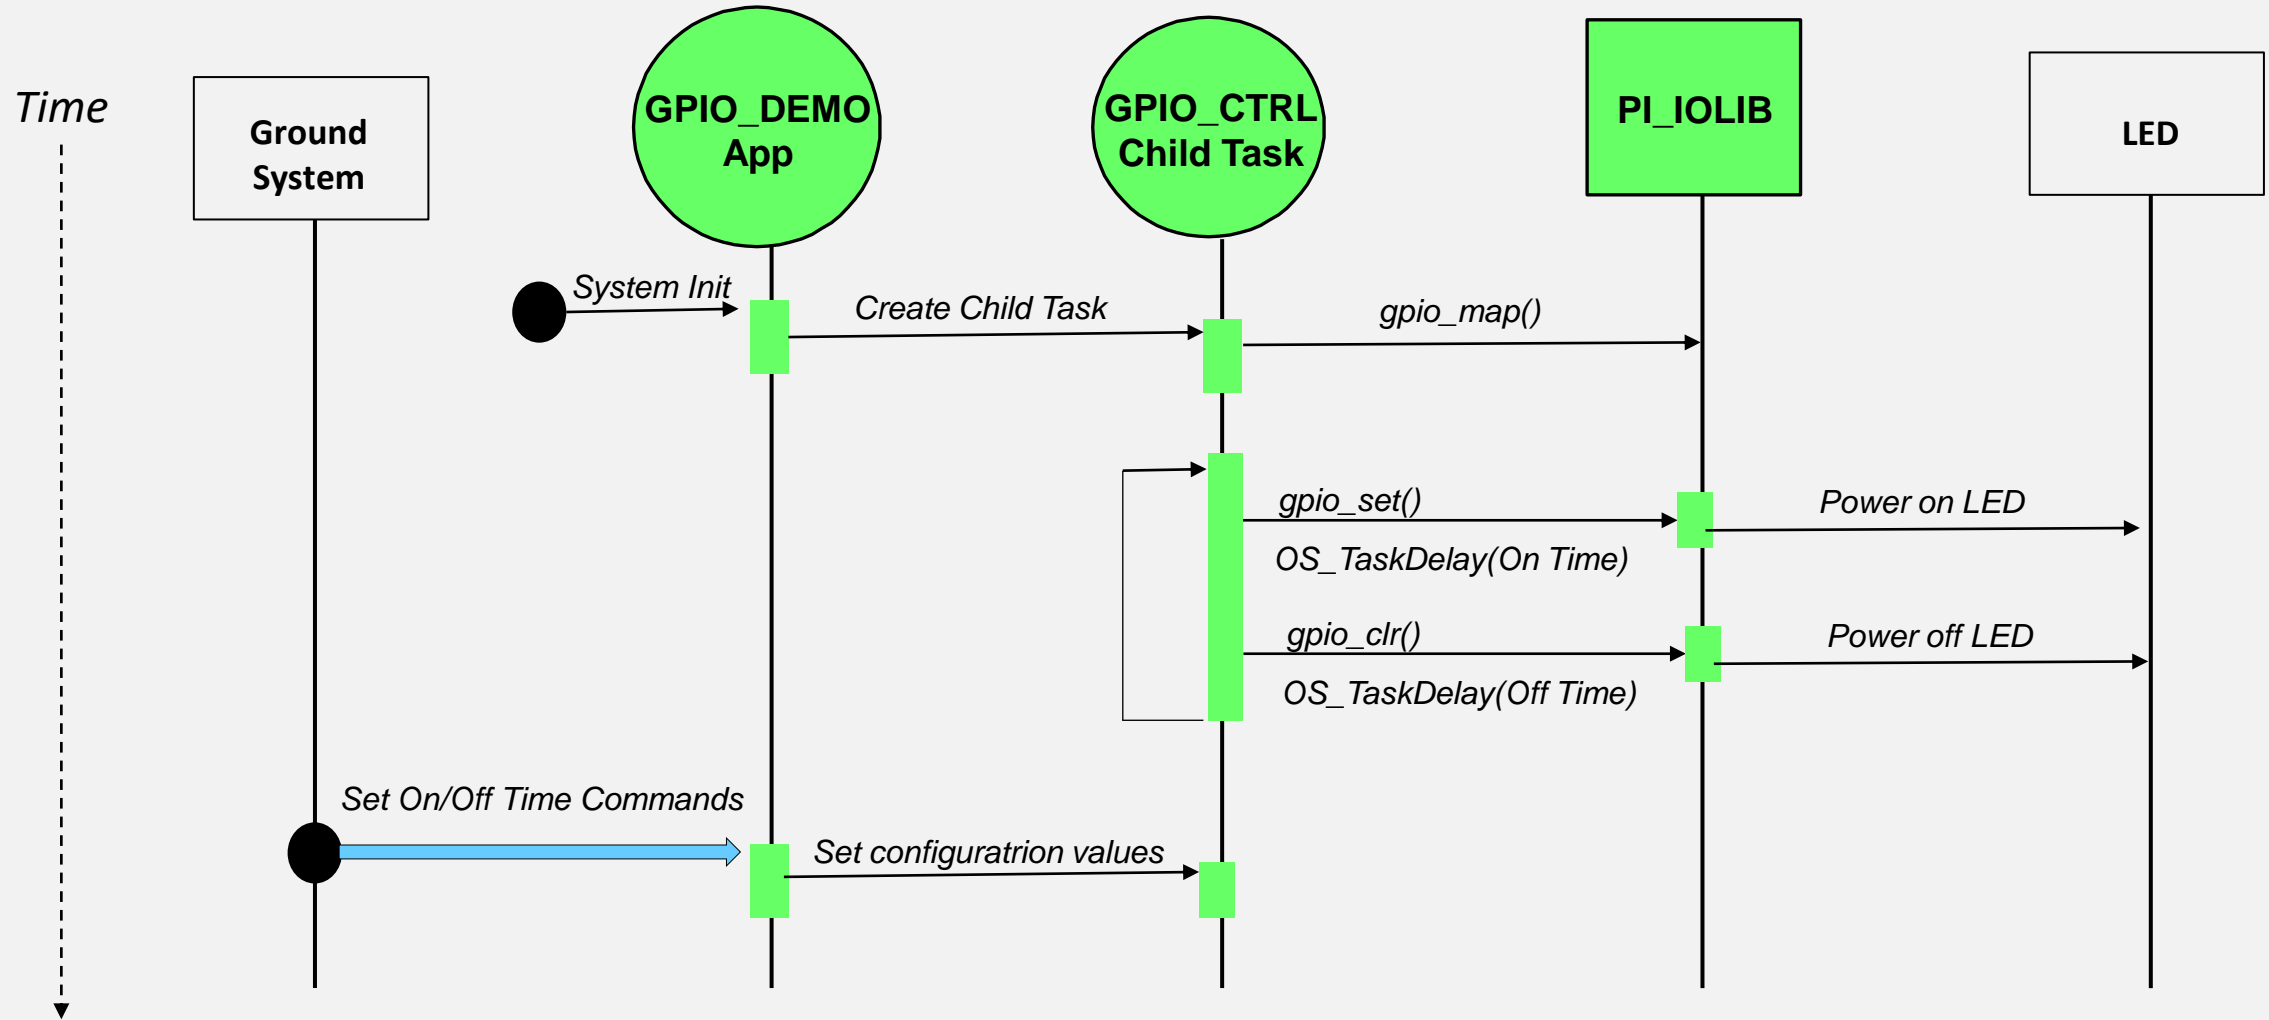 Time
Ground
System
GPIO_DEMO
App
GPIO_CTRL
Child Task
PI_IOLIB
LED
System Init
Create Child Task
gpio_map()
gpio_set()
Power on LED
OS_TaskDelay(On Time)
gpio_clr()
Power off LED
OS_TaskDelay(Off Time)
Set On/Off Time Commands
Set configuratrion values